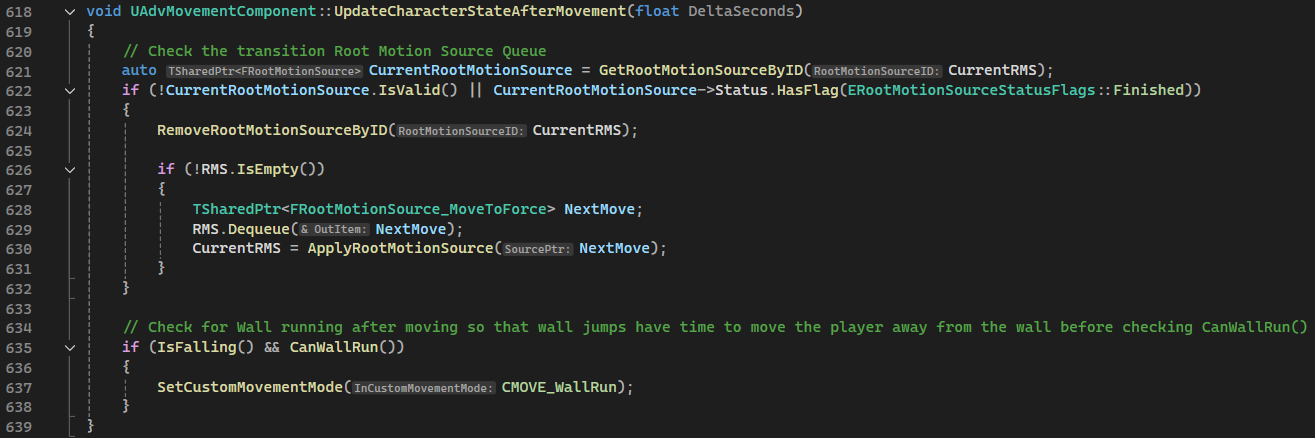 618 void UAdvMovementComponent::UpdateCharacterStateAfterMovement(float DeltaSeconds)
619 {
620 // Check the transition Root Motion Source Queue
621 auto TSharedPtr<FRootMotionSource> CurrentRootMotionSource = GetRootMotionSourceByID(RootMotionSourceID: CurrentRMS);
622 if (!CurrentRootMotionSource.IsValid() || CurrentRootMotionSource->Status.HasFlag(ERootMotionSourceStatusFlags::Finished))
623 {
624 RemoveRootMotionSourceByID(RootMotionSourceID: CurrentRMS);
625
626 if (!RMS.IsEmpty())
627 {
628 TSharedPtr<FRootMotionSource_MoveToForce> NextMove;
629 RMS.Dequeue(& OutItem: NextMove);
630 CurrentRMS = ApplyRootMotionSource(SourcePtr: NextMove);
631 }
632 }
633
634 // Check for Wall running after moving so that wall jumps have time to move the player away from the wall before checking CanWallRun()
635 if (IsFalling() && CanWallRun())
636 {
637 SetCustomMovementMode(InCustomMovementMode: CMOVE_WallRun);
638 }
639 }